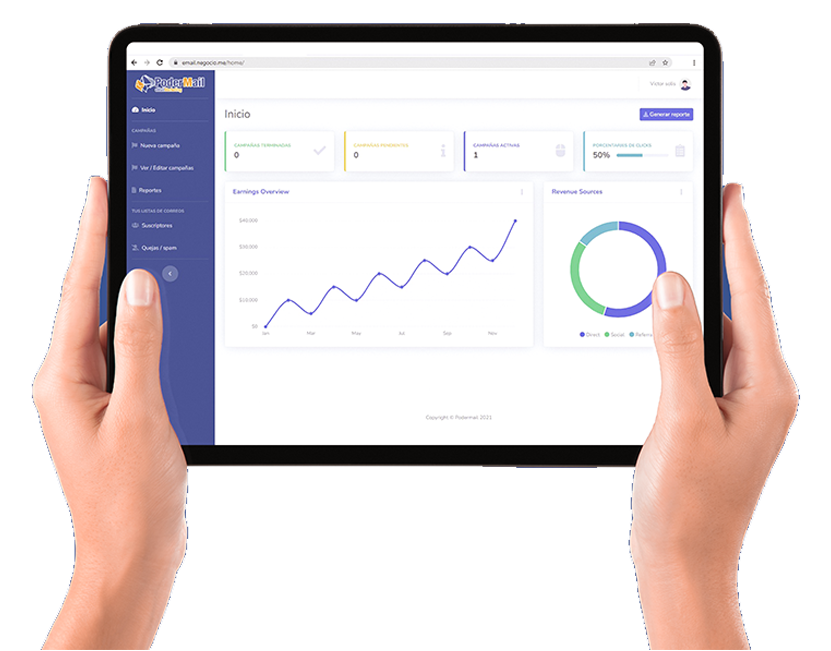 email.negocio.me/home/
PoderMail
Victor solis
Inicio
Inicio
Generar reporte
CAMPAÑAS
Nueva campaña
Ver / Editar campañas
Reportes
TUS LISTAS DE CORREOS
Suscriptores
Quejas / spam
CAMPAÑAS TERMINADAS
0
CAMPAÑAS PENDIENTES
0
CAMPAÑAS ACTIVAS
1
PORCENTANJE DE CLICKS
50%
Earnings Overview
$40,000
$30,000
$20,000
$10,000
$0
Jan Mar May Jul Sep Nov
Revenue Sources
Direct Social Referral
Copyright © Podermail 2021